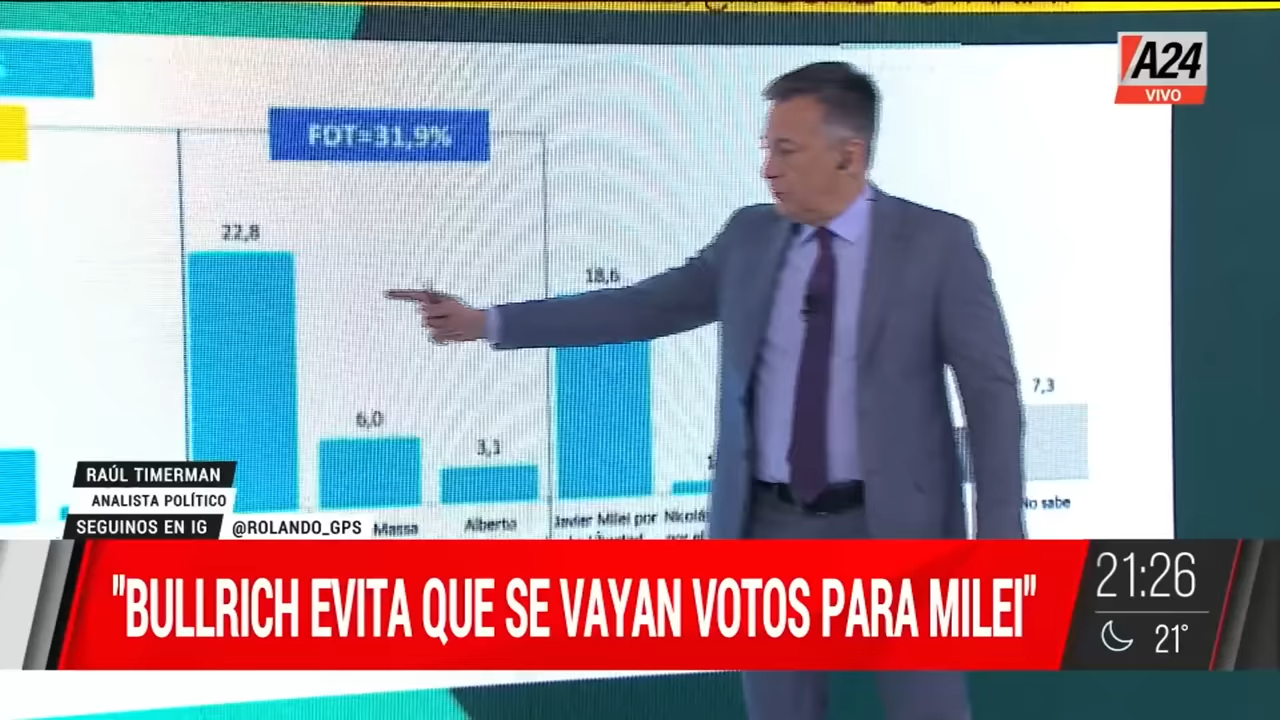 A24
VIVO
FDT=31,9%
22,8
18,6
7,3
6,0
3,1
Massa
Alberto
Javier Milei por
No sabe
RAÚL TIMERMAN
ANALISTA POLÍTICO
SEGUINOS EN IG @ROLANDO_GPS
"BULLRICH EVITA QUE SE VAYAN VOTOS PARA MILEI"
21:26
21°